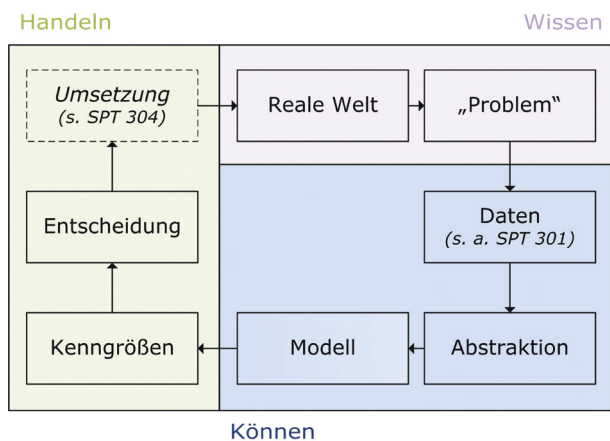 Handeln
Wissen
Umsetzung
(s. SPT 304)
Reale Welt
„Problem“
Entscheidung
Daten
(s. a. SPT 301)
Kenngrößen
Modell
Abstraktion
Können